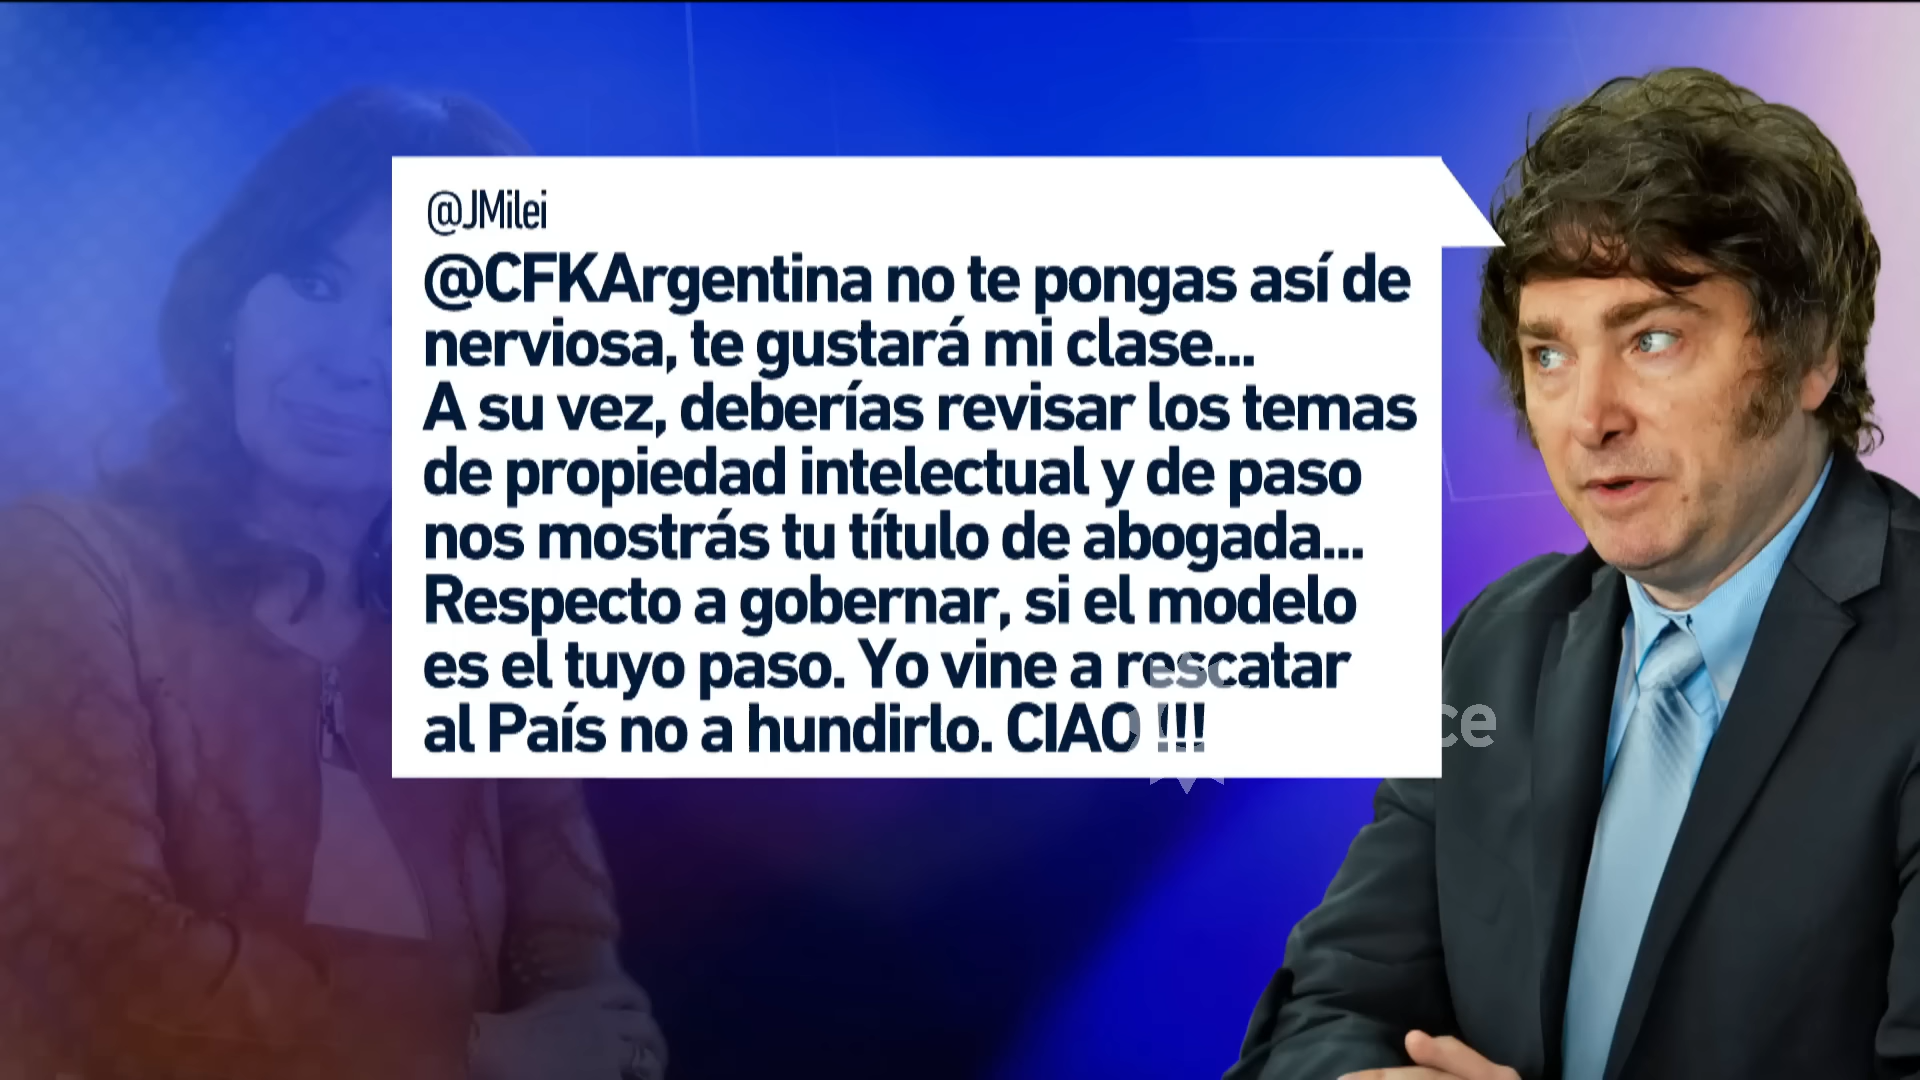 @JMilei
@CFKArgentina no te pongas así de
nerviosa, te gustará mi clase...
A su vez, deberías revisar los temas
de propiedad intelectual y de paso
nos mostrás tu título de abogada...
Respecto a gobernar, si el modelo
es el tuyo paso. Yo vine a rescatar
al País no a hundirlo. CIAO !!!